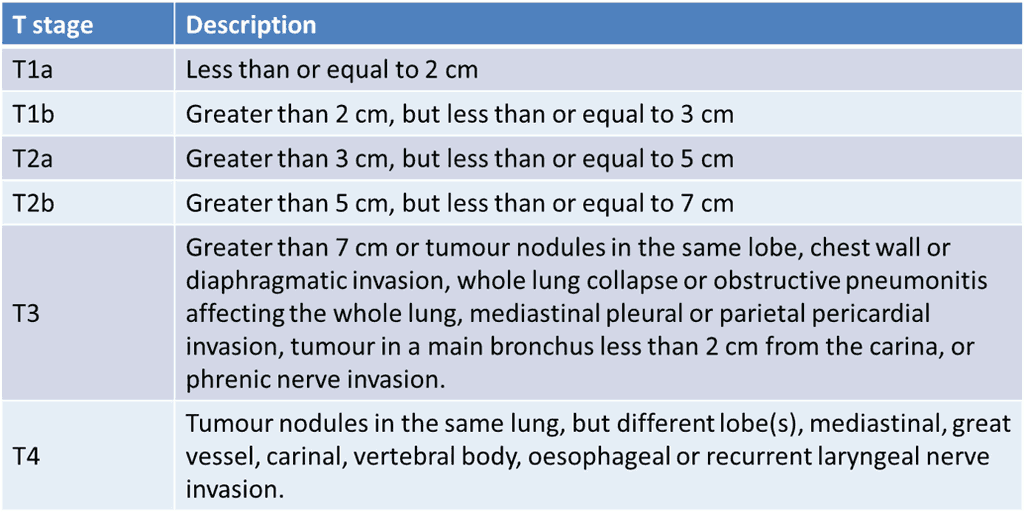 T stage Description
T1a Less than or equal to 2 cm
T1b Greater than 2 cm, but less than or equal to 3 cm
T2a Greater than 3 cm, but less than or equal to 5 cm
T2b Greater than 5 cm, but less than or equal to 7 cm
T3 Greater than 7 cm or tumour nodules in the same lobe, chest wall or
diaphragmatic invasion, whole lung collapse or obstructive pneumonitis
affecting the whole lung, mediastinal pleural or parietal pericardial
invasion, tumour in a main bronchus less than 2 cm from the carina, or
phrenic nerve invasion.
T4 Tumour nodules in the same lung, but different lobe(s), mediastinal, great
vessel, carinal, vertebral body, oesophageal or recurrent laryngeal nerve
invasion.